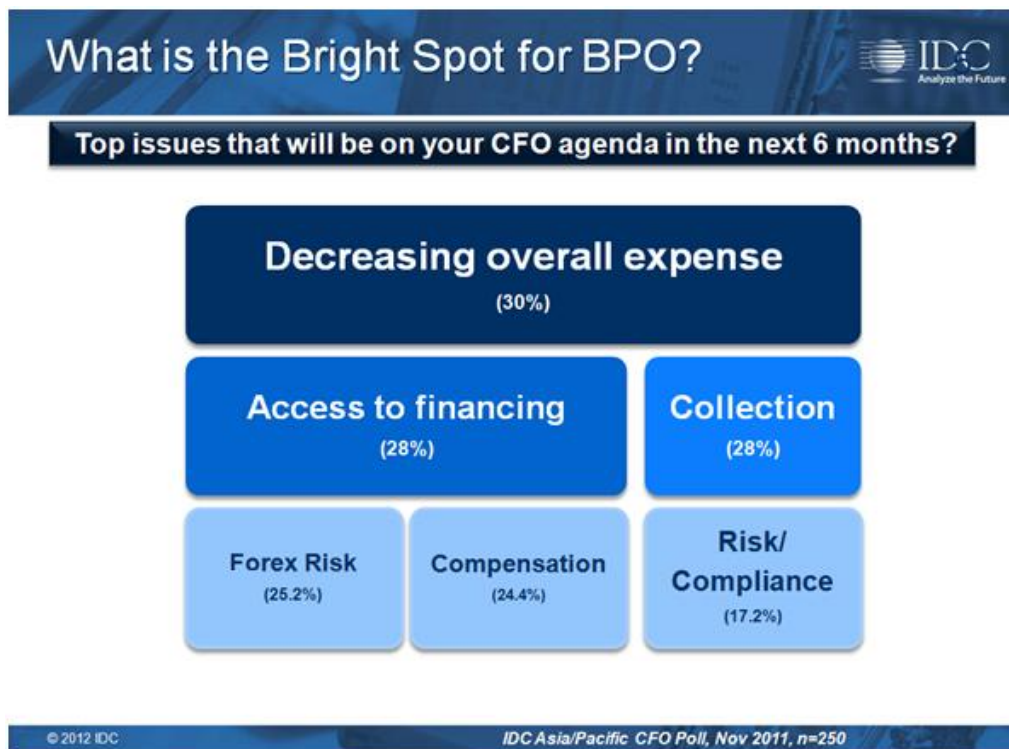 What is the Bright Spot for BPO?
IDC
Analyze the Future
Top issues that will be on your CFO agenda in the next 6 months?
Decreasing overall expense
(30%)
Access to financing
(28%)
Collection
(28%)
Forex Risk
(25.2%)
Compensation
(24.4%)
Risk/
Compliance
(17.2%)
© 2012 IDC
IDC Asia/Pacific CFO Poll, Nov 2011, n=250